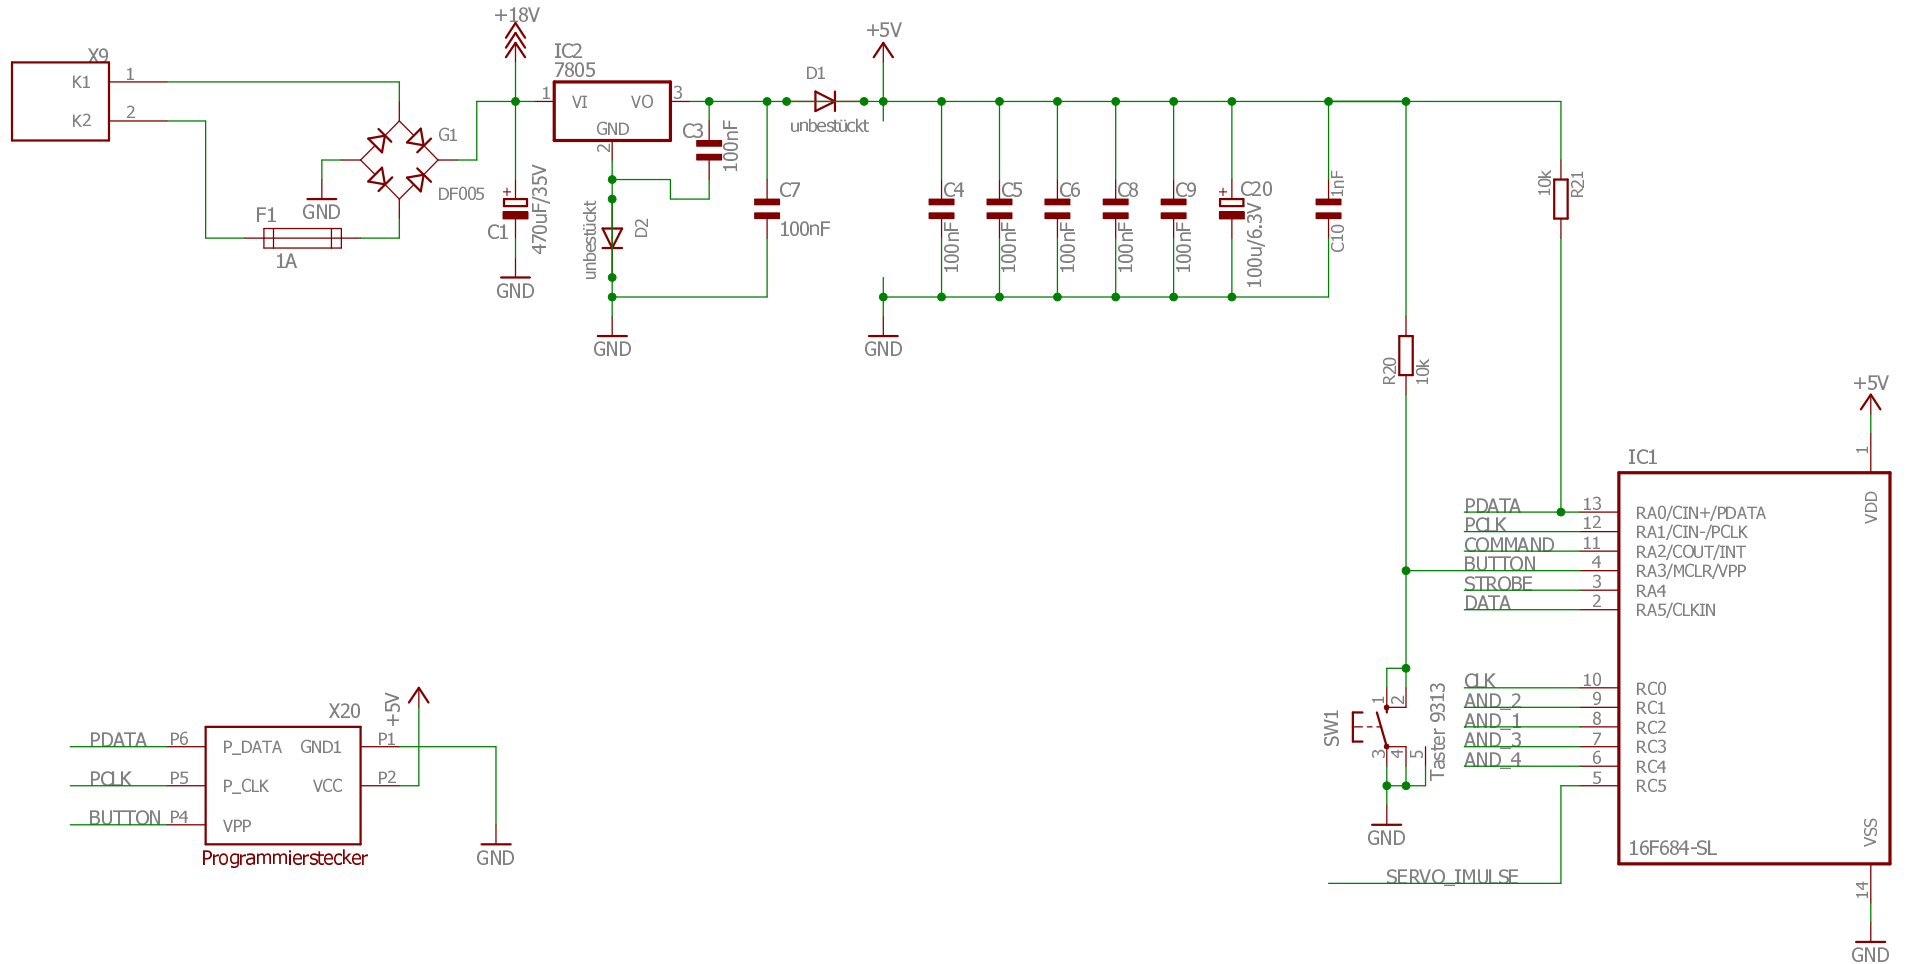 X9
K1
1
K2
2
F1
1A
GND
G1
DF005
+18V
C1
470uF/35V
GND
IC2
7805
1
VI
VO
3
GND
2
C3
100nF
unbestückt
D2
GND
C7
100nF
D1
unbestückt
+5V
GND
C4
100nF
C5
100nF
C6
100nF
C8
100nF
C9
100nF
C20
100u/6.3V
1nF
C10
10k
R21
R20
10k
+5V
1
IC1
VDD
PDATA 13 RA0/CIN+/PDATA
PCLK 12 RA1/CIN-/PCLK
COMMAND 11 RA2/COUT/INT
BUTTON 4 RA3/MCLR/VPP
STROBE 3 RA4
DATA 2 RA5/CLKIN
CLK 10 RC0
AND_2 9 RC1
AND_1 8 RC2
AND_3 7 RC3
AND_4 6 RC4
5 RC5
VSS
16F684-SL
14
GND
SERVO_IMULSE
SW1
1
2
3
4
5
Taster 9313
GND
X20
+5V
PDATA P6 P_DATA GND1 P1
PCLK P5 P_CLK VCC P2
BUTTON P4 VPP
Programmierstecker
GND